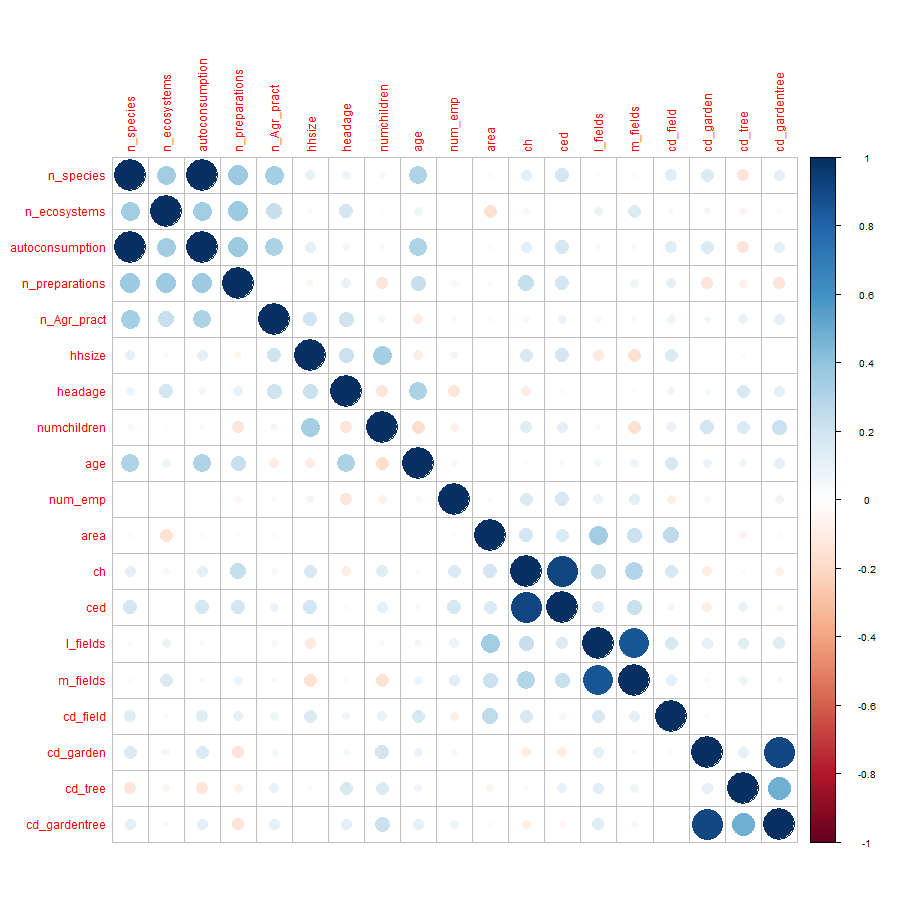 n_species
n_ecosystems
autoconsumption
n_preparations
n_Agr_pract
hhsize
headage
numchildren
age
num_emp
area
ch
ced
l_fields
m_fields
cd_field
cd_garden
cd_tree
cd_gardentree
n_species
n_ecosystems
autoconsumption
n_preparations
n_Agr_pract
hhsize
headage
numchildren
age
num_emp
area
ch
ced
l_fields
m_fields
cd_field
cd_garden
cd_tree
cd_gardentree
1
0.8
0.6
0.4
0.2
0
-0.2
-0.4
-0.6
-0.8
-1